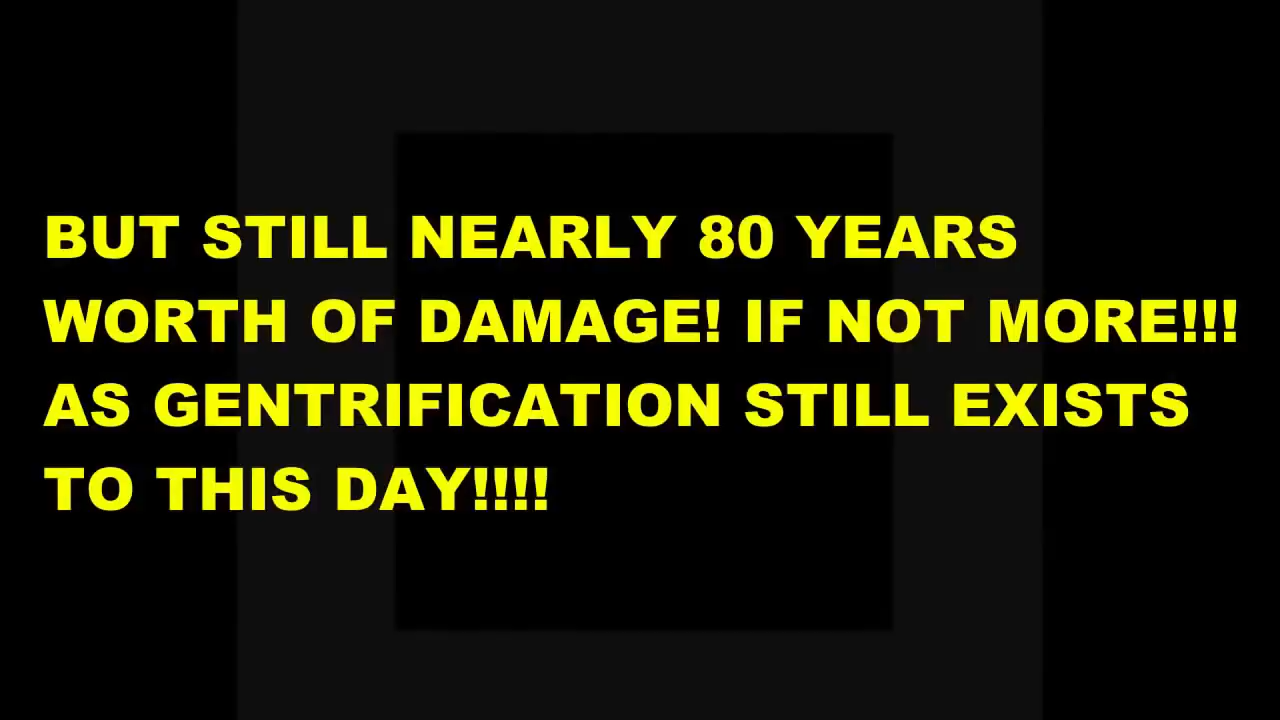 BUT STILL NEARLY 80 YEARS
WORTH OF DAMAGE! IF NOT MORE!!!
AS GENTRIFICATION STILL EXISTS
TO THIS DAY!!!!